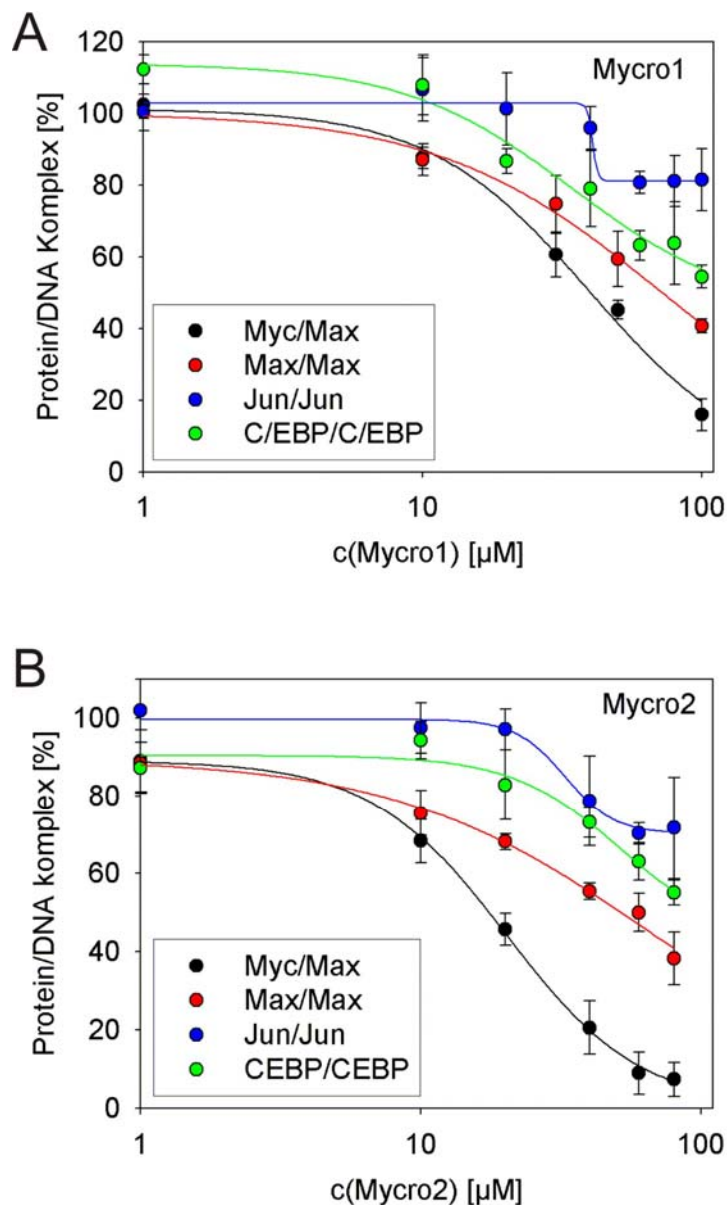 A
Mycro1
Protein/DNA Komplex [%]
120
100
80
60
40
20
0
Myc/Max
Max/Max
Jun/Jun
C/EBP/C/EBP
1
10
100
c(Mycro1) [µM]
B
Mycro2
Protein/DNA komplex [%]
100
80
60
40
20
0
Myc/Max
Max/Max
Jun/Jun
CEBP/CEBP
1
10
100
c(Mycro2) [µM]